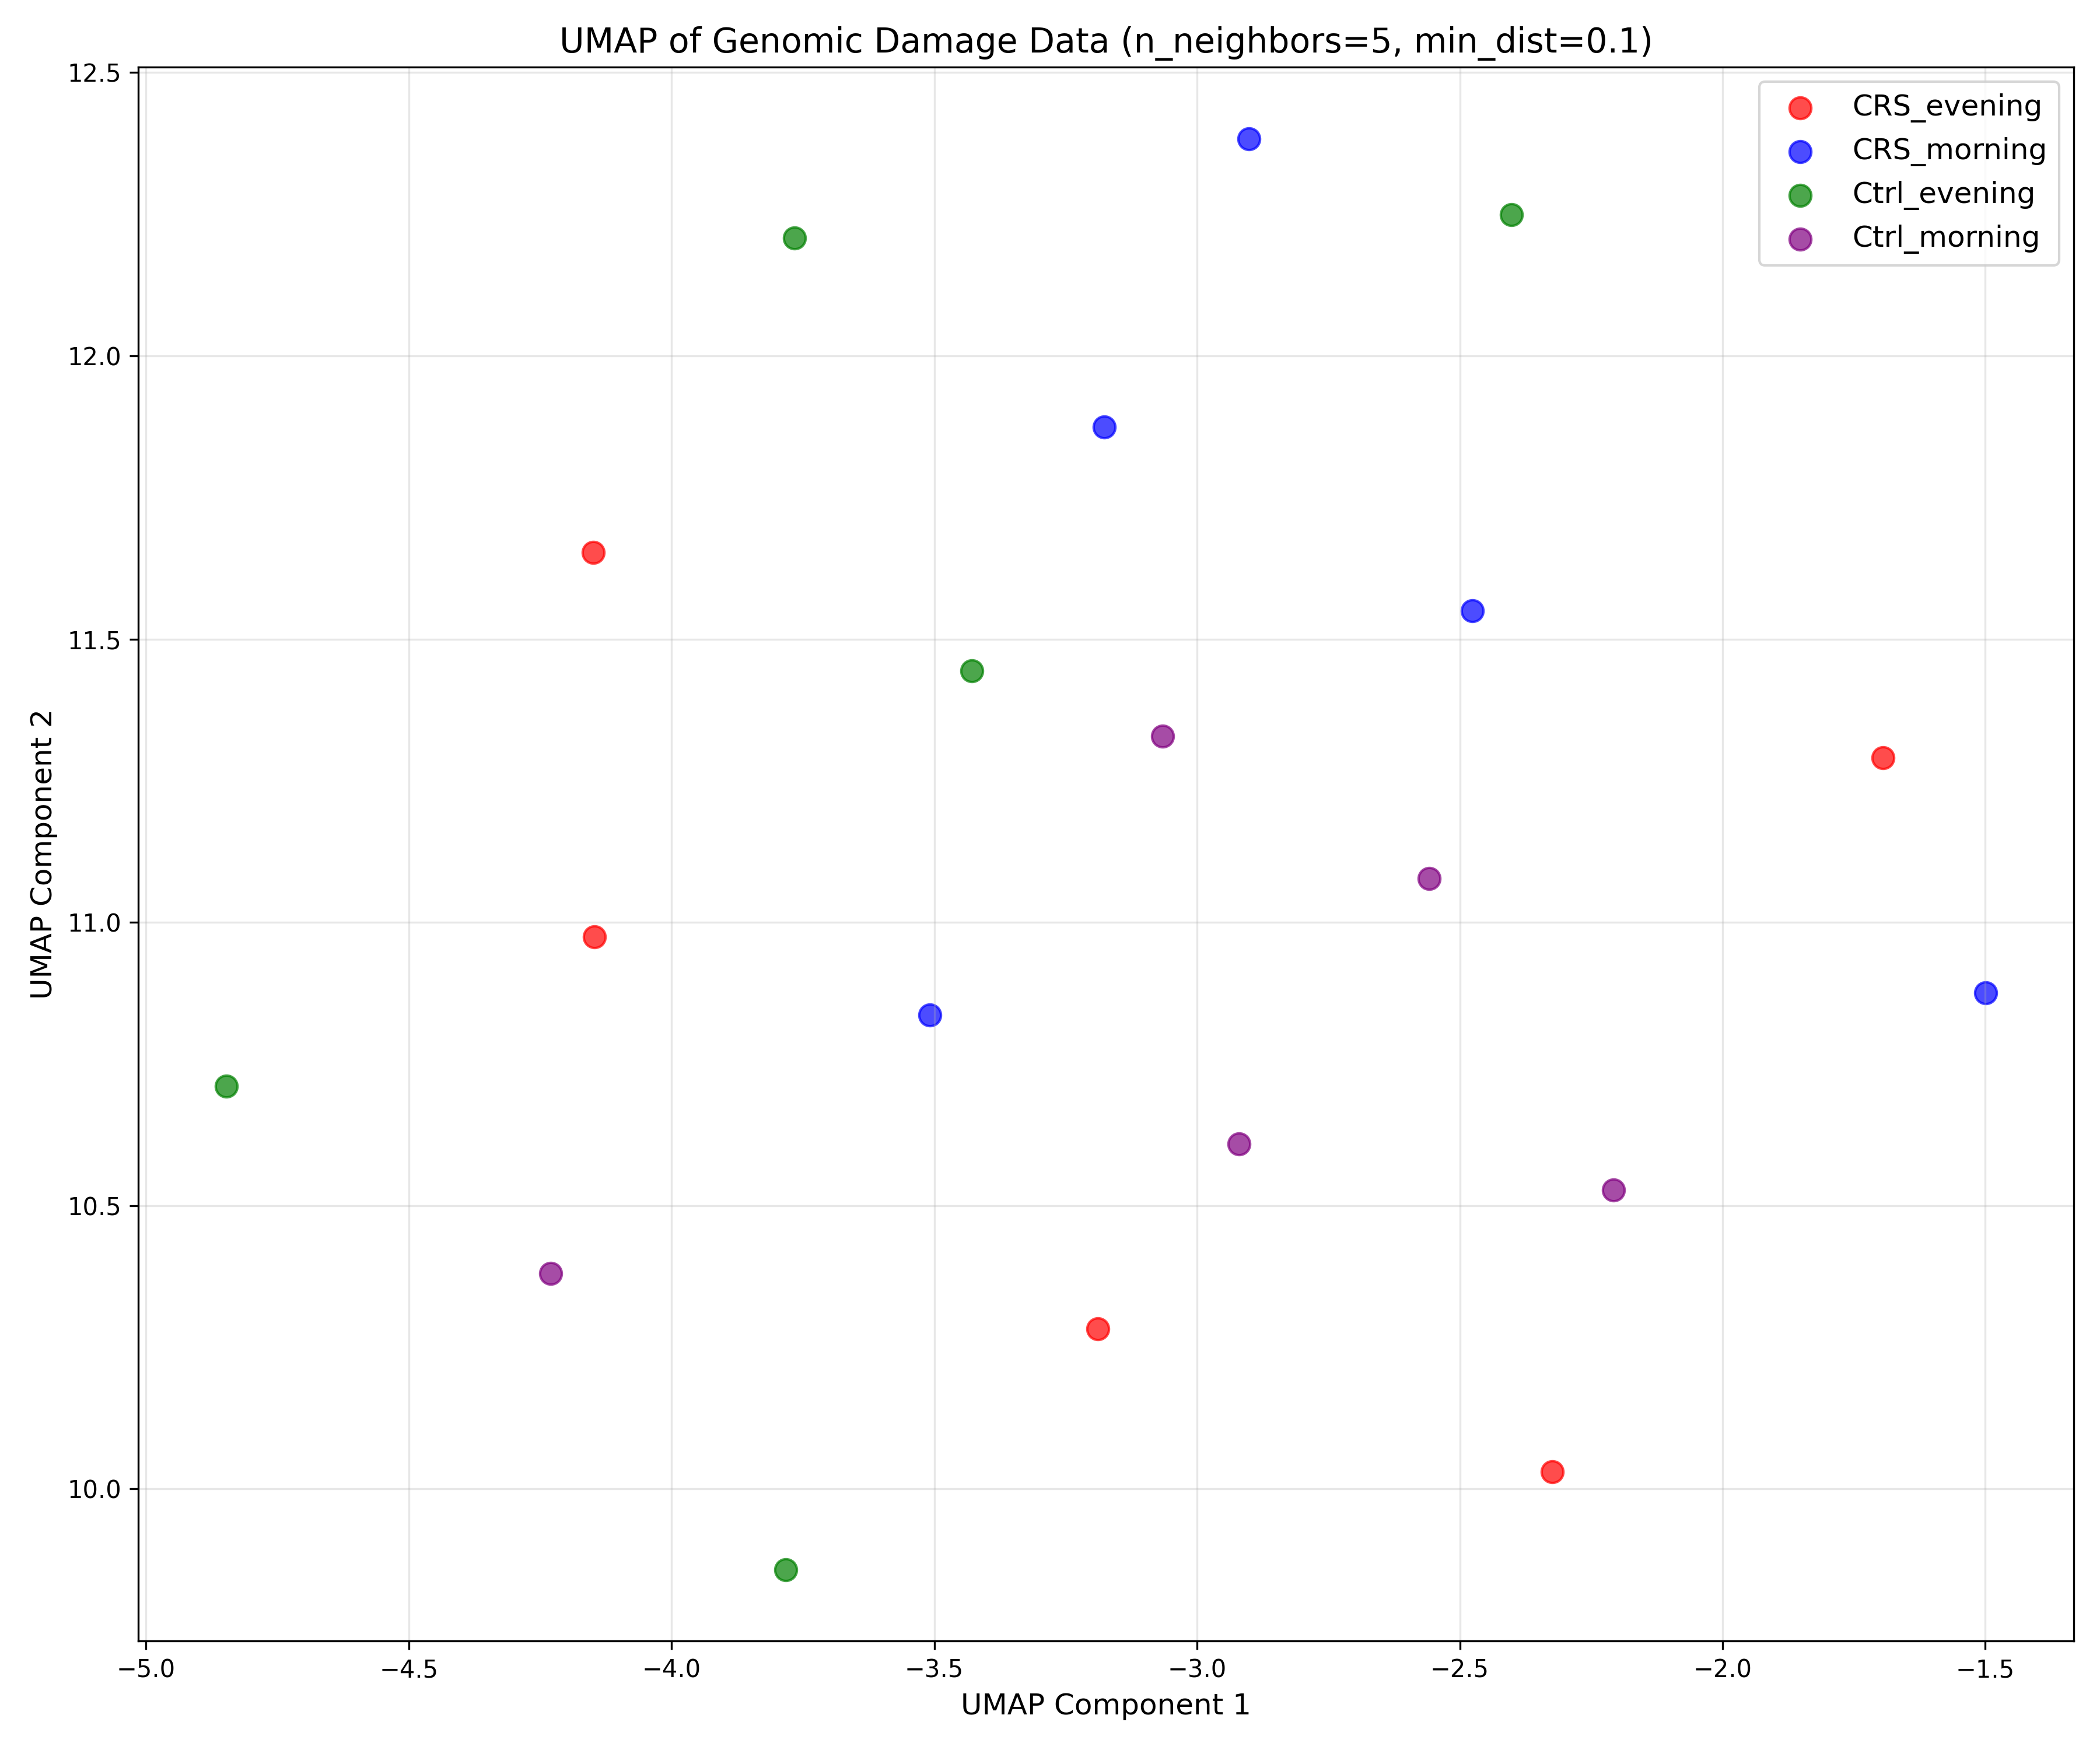 UMAP of Genomic Damage Data (n_neighbors=5, min_dist=0.1)
CRS_evening
CRS_morning
Ctrl_evening
Ctrl_morning
UMAP Component 2
12.5
12.0
11.5
11.0
10.5
10.0
−5.0 −4.5 −4.0 −3.5 −3.0 −2.5 −2.0 −1.5
UMAP Component 1